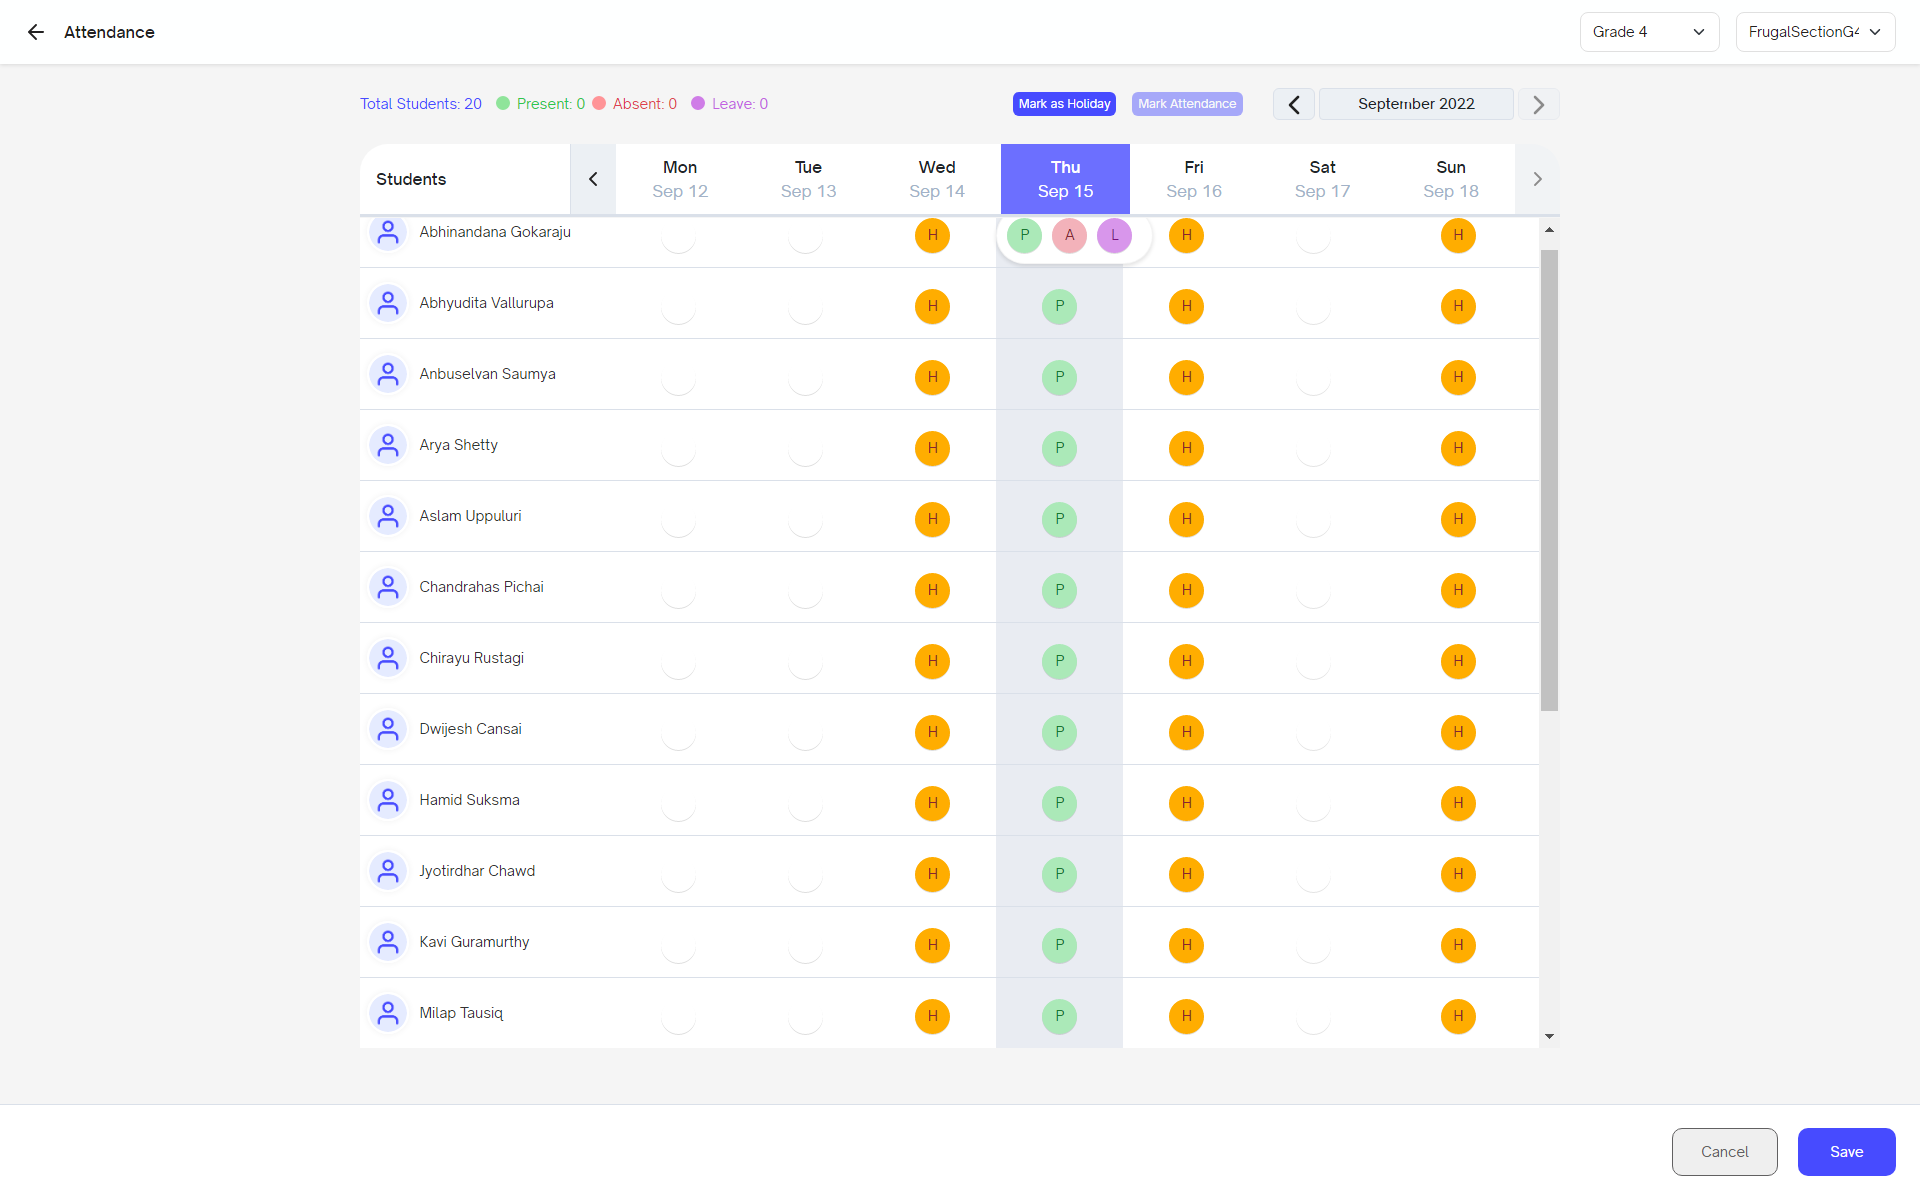 Attendance
Grade 4
FrugalSectionG4
Total Students: 20 Present: 0 Absent: 0 Leave: 0
Mark as Holiday
Mark Attendance
September 2022
Students Mon Tue Wed Thu Fri Sat Sun
Sep 12 Sep 13 Sep 14 Sep 15 Sep 16 Sep 17 Sep 18
Abhinandana Gokaraju H P A L H H
Abhyudita Vallurupa H P H H
Anbuselvan Saumya H P H H
Arya Shetty H P H H
Aslam Uppuluri H P H H
Chandrahas Pichai H P H H
Chirayu Rustagi H P H H
Dwijesh Cansai H P H H
Hamid Suksma H P H H
Jyotirdhar Chawd H P H H
Kavi Guramurthy H P H H
Milap Tausiq H P H H
Cancel
Save